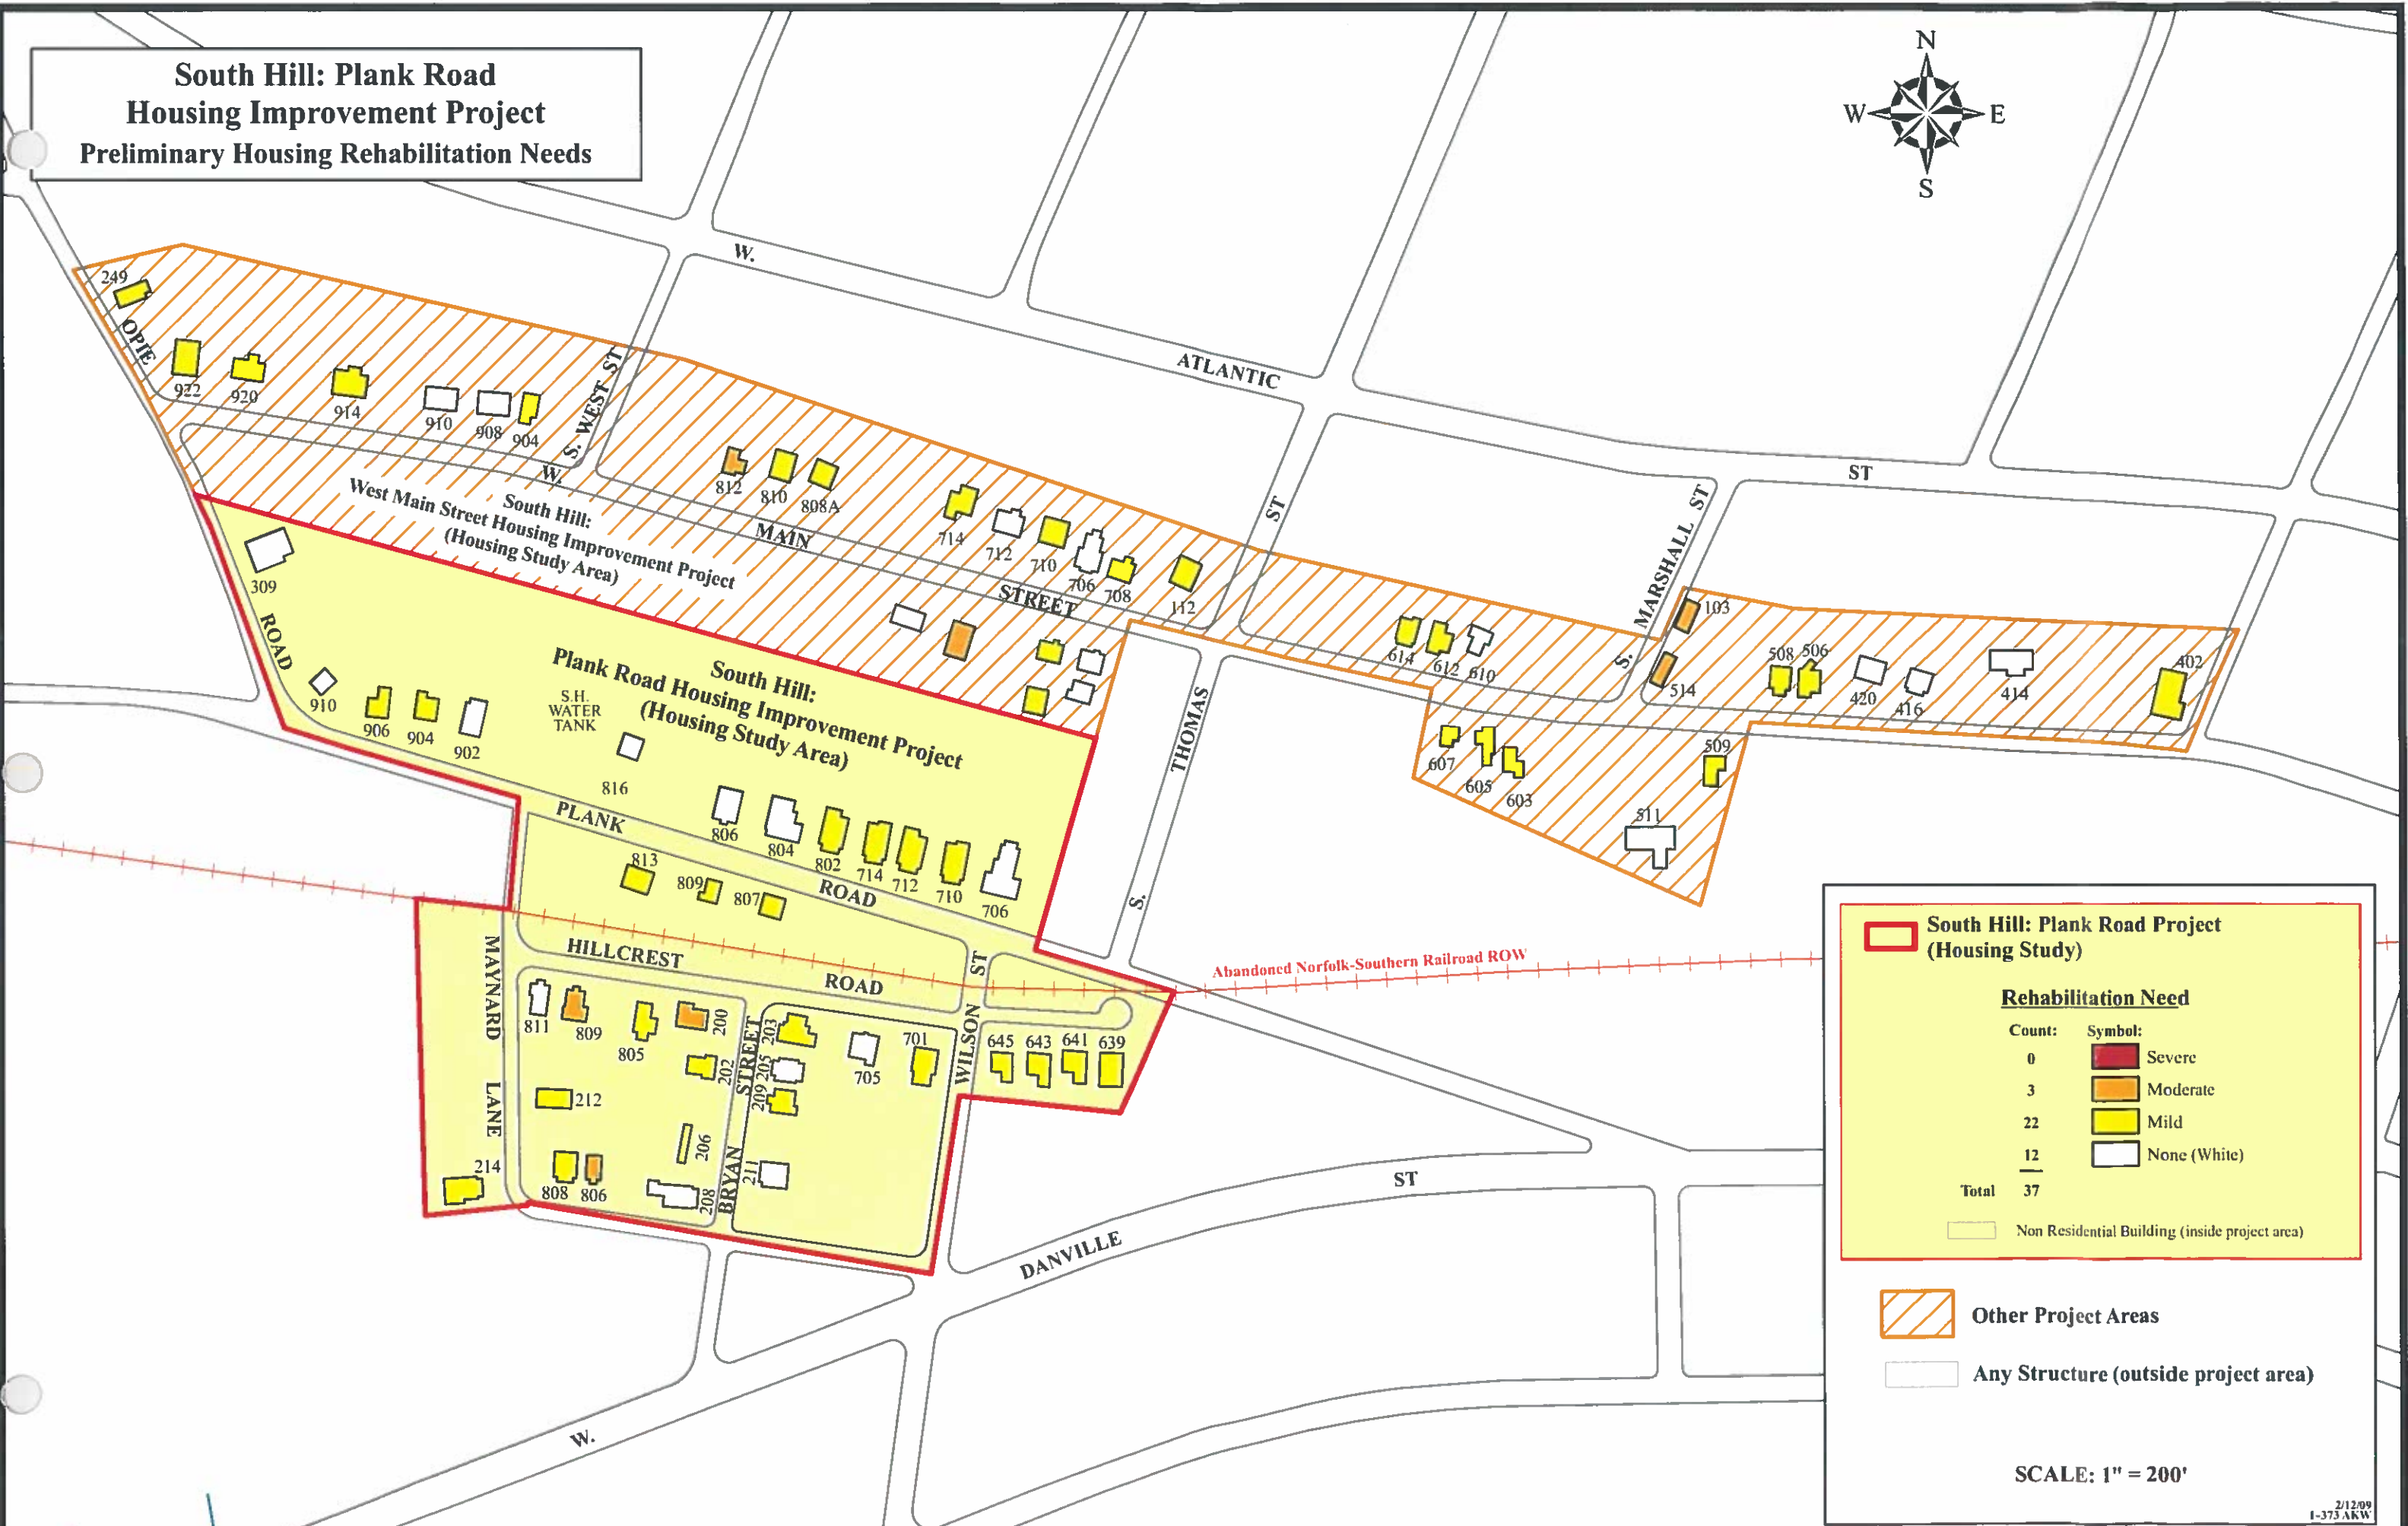 South Hill: Plank Road
Housing Improvement Project
Preliminary Housing Rehabilitation Needs
N
W E
S
W.
ATLANTIC
ST
249
OPIE
922
920
914
910
908
904
S. WEST ST
W.
MAIN
STREET
812
810
808A
714
712
710
706
708
112
ST
614
612
610
S. MARSHALL ST
103
514
508
506
420
416
414
402
607
605
603
509
511
South Hill:
West Main Street Housing Improvement Project
(Housing Study Area)
309
ROAD
910
906
904
902
S.H.
WATER
TANK
816
South Hill:
Plank Road Housing Improvement Project
(Housing Study Area)
806
804
802
714
712
710
706
PLANK
ROAD
813
809
807
S.
THOMAS
HILLCREST
ROAD
Abandoned Norfolk-Southern Railroad ROW
MAYNARD
LANE
811
809
805
200
202
212
206
214
808
806
208
BRYAN
STREET
203
205
209
211
705
701
WILSON
ST
645
643
641
639
DANVILLE
ST
W.
South Hill: Plank Road Project
(Housing Study)
Rehabilitation Need
Count: Symbol:
0 Severe
3 Moderate
22 Mild
12 None (White)
Total 37
Non Residential Building (inside project area)
Other Project Areas
Any Structure (outside project area)
SCALE: 1" = 200'
2/12/09
1-373 AKW